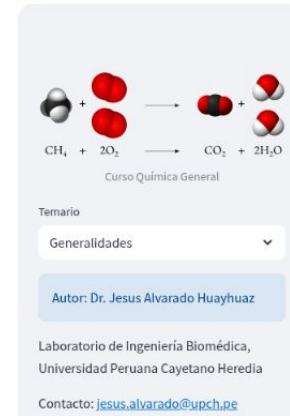 + +
CH₄ + 2O₂ ⟶ CO₂ + 2H₂O
Curso Química General
Temario
Generalidades
Autor: Dr. Jesus Alvarado Huayhuaz
Laboratorio de Ingeniería Biomédica,
Universidad Peruana Cayetano Heredia
Contacto: jesus.alvarado@upch.pe